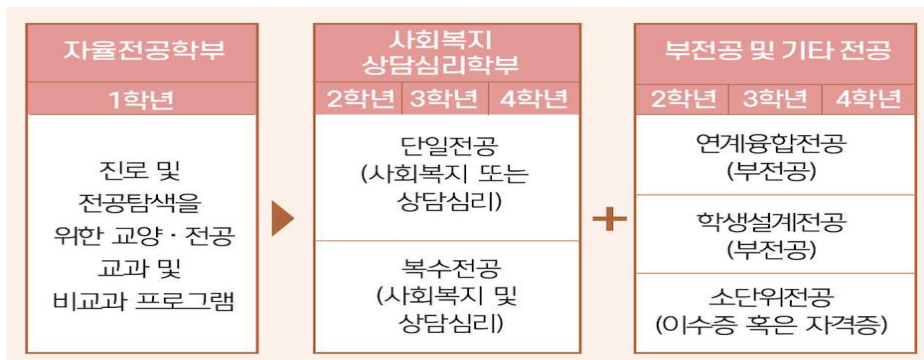 자율전공학부
1학년
진로 및
전공탐색을
위한 교양 · 전공
교과 및
비교과 프로그램
사회복지
상담심리학부
2학년 3학년 4학년
단일전공
(사회복지 또는
상담심리)
복수전공
(사회복지 및
상담심리)
부전공 및 기타 전공
2학년 3학년 4학년
연계융합전공
(부전공)
학생설계전공
(부전공)
소단위전공
(이수증 혹은 자격증)